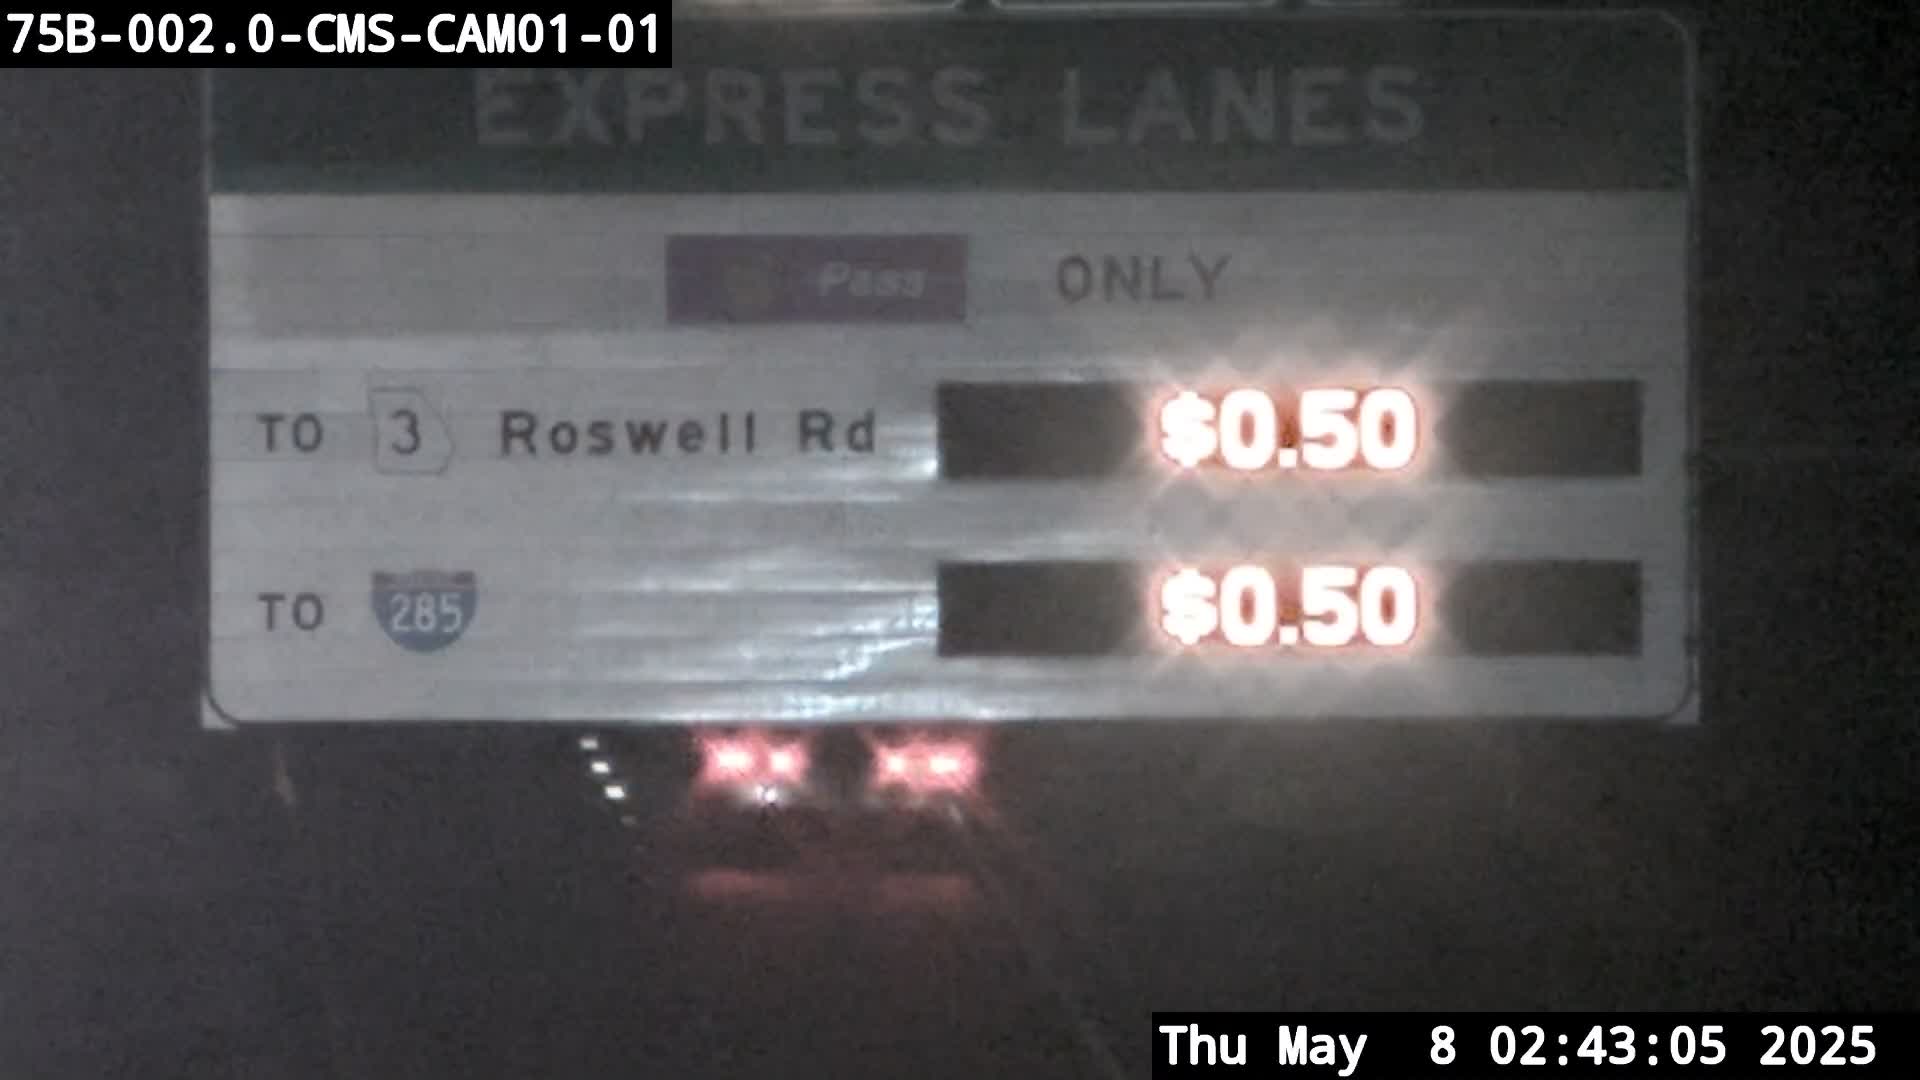 75B-002.0-CMS-CAM01-01
EXPRESS LANES
Pass ONLY
TO 3 Roswell Rd $0.50
TO 285 $0.50
Thu May 8 02:43:05 2025